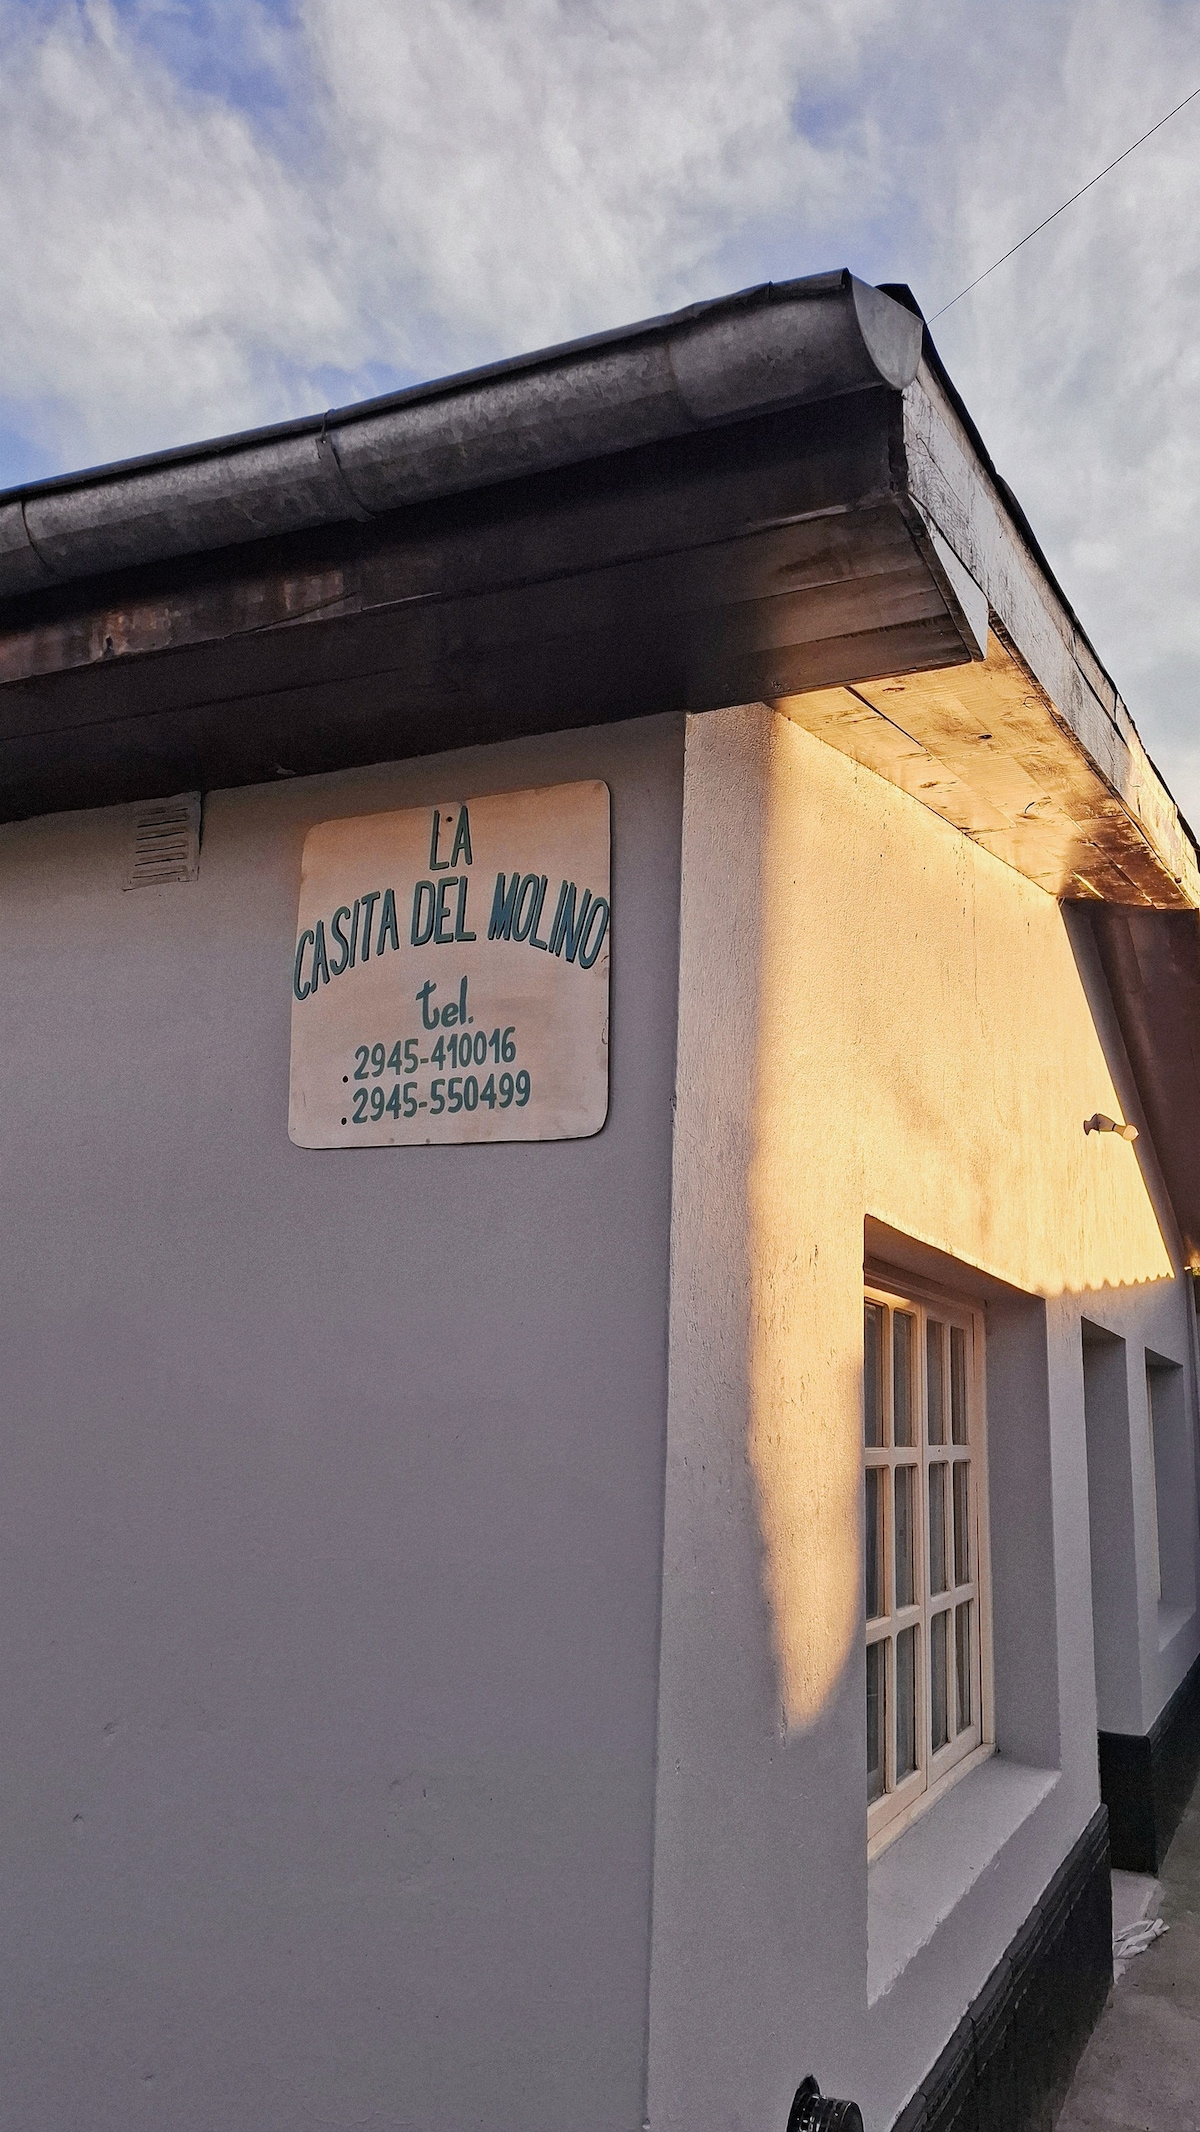 LA
CASITA DEL MOLINO
tel.
.2945-410016
.2945-550499